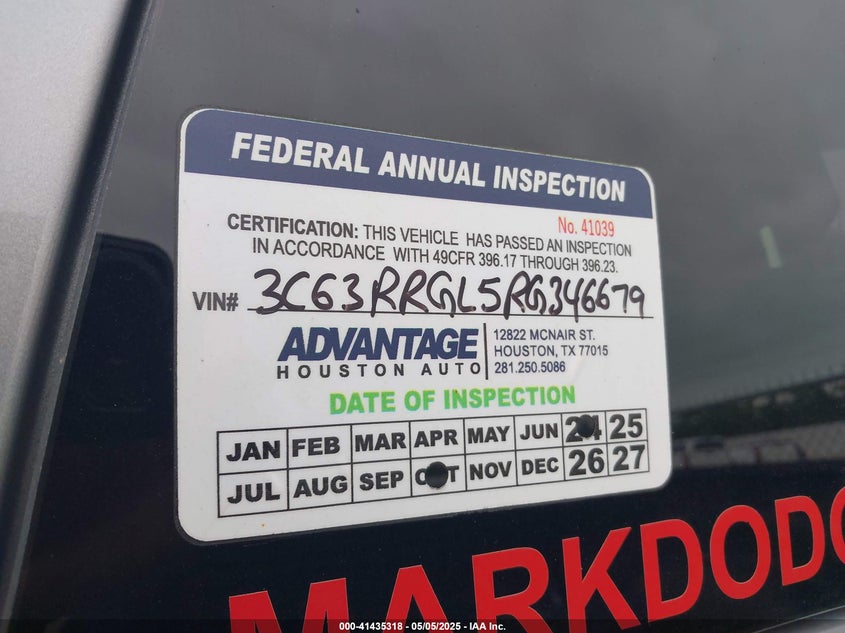 FEDERAL ANNUAL INSPECTION
No. 41039
CERTIFICATION: THIS VEHICLE HAS PASSED AN INSPECTION
IN ACCORDANCE WITH 49CFR 396.17 THROUGH 396.23.
VIN# 3C63RRGL5RG346679
ADVANTAGE
HOUSTON AUTO
12822 MCNAIR ST.
HOUSTON, TX 77015
281.250.5086
DATE OF INSPECTION
JAN FEB MAR APR MAY JUN 24 25
JUL AUG SEP OCT NOV DEC 26 27
MARKDODG
000-41435318 - 05/05/2025 - IAA Inc.